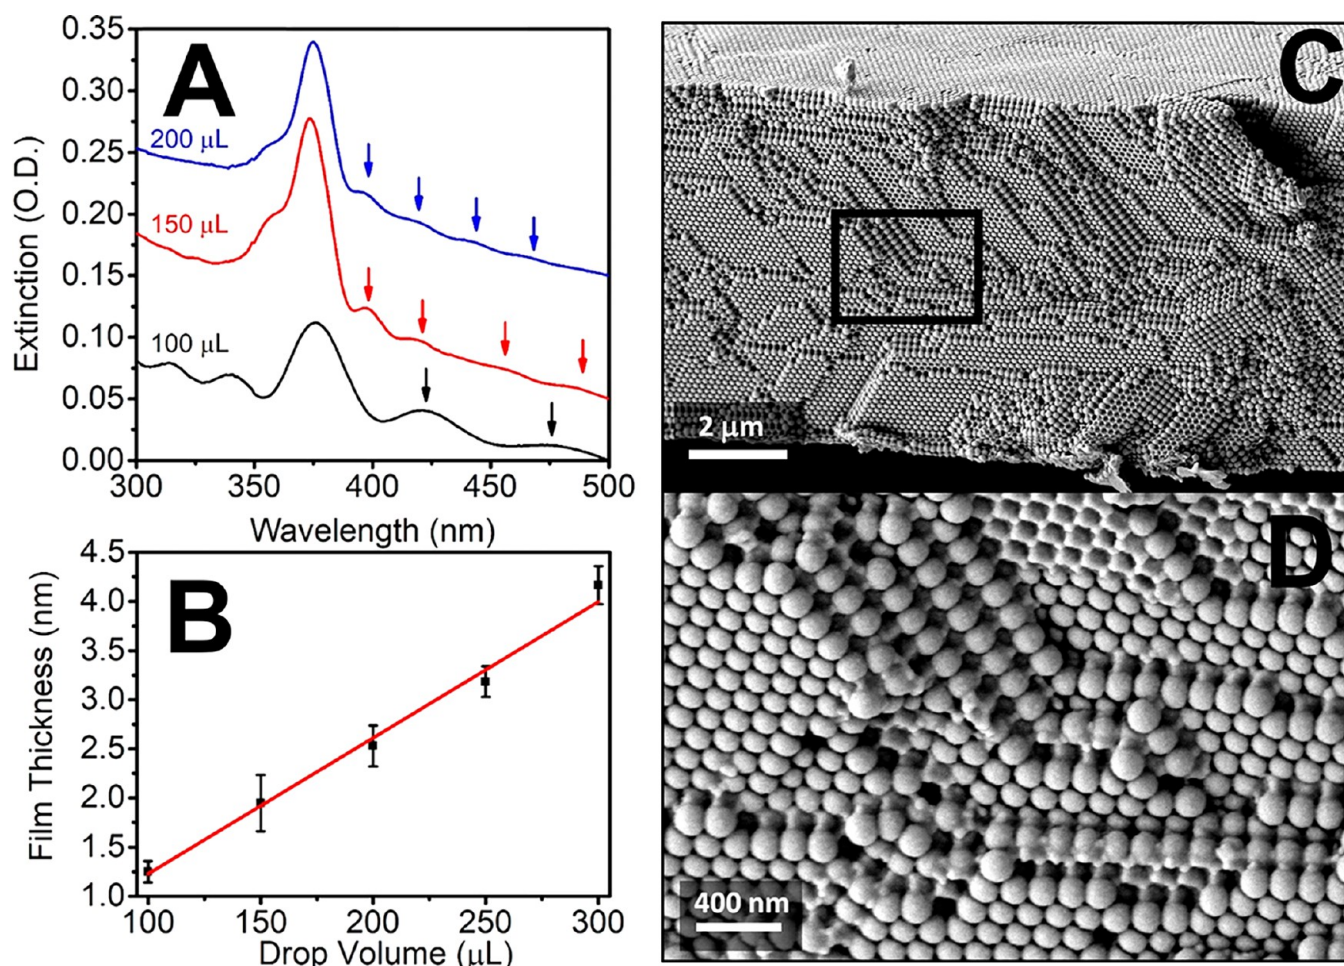 A
0.35
0.30
0.25
0.20
0.15
0.10
0.05
0.00
Extinction (O.D.)
200 μL
150 μL
100 μL
300 350 400 450 500
Wavelength (nm)
B
4.5
4.0
3.5
3.0
2.5
2.0
1.5
1.0
Film Thickness (nm)
100 150 200 250 300
Drop Volume (μL)
C
2 μm
D
400 nm